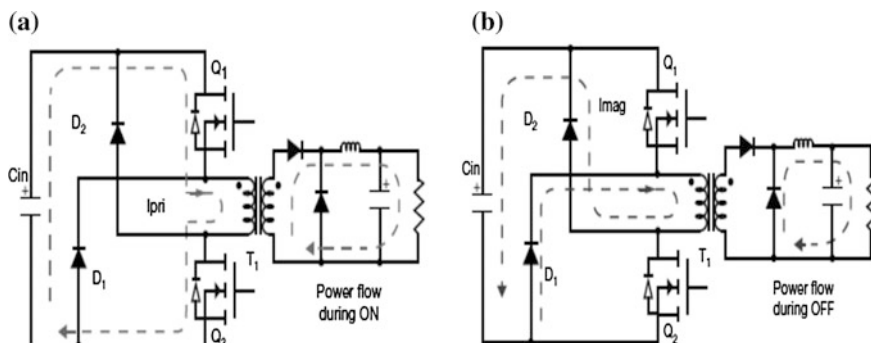 (a)
Q1
D2
Cin
+
Ipri
+
D1
T1
Q2
Power flow
during ON
(b)
Q1
Imag
D2
Cin
+
+
D1
T1
Q2
Power flow
during OFF